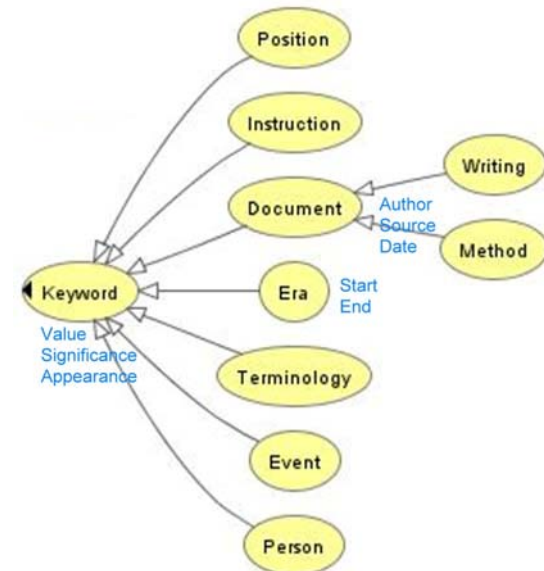 Position
Instruction
Writing
Document
Author
Source
Date
Method
Keyword
Era
Start
End
Value
Significance
Appearance
Terminology
Event
Person